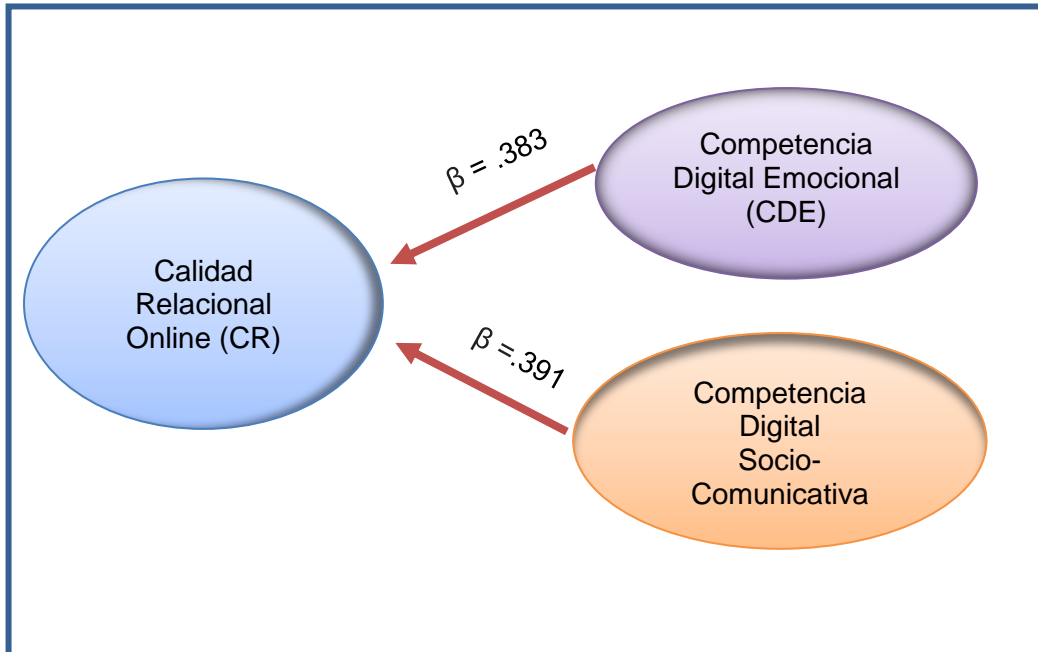 Calidad
Relacional
Online (CR)
β = .383
Competencia
Digital Emocional
(CDE)
β =.391
Competencia
Digital
Socio-
Comunicativa